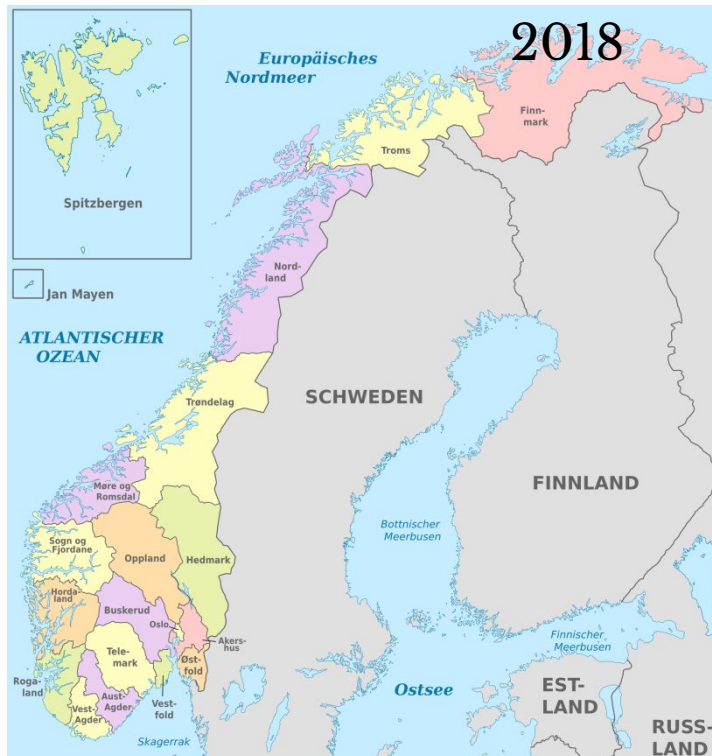 2018
Europäisches
Nordmeer
Finn-
mark
Troms
Spitzbergen
Nord-
land
Jan Mayen
ATLANTISCHER
OZEAN
SCHWEDEN
Trøndelag
FINNLAND
Møre og
Romsdal
Bottnischer
Meerbusen
Sogn og
Fjordane
Oppland
Hedmark
Horda-
land
Buskerud
Oslo
Akers-
hus
Finnischer
Meerbusen
Tele-
mark
Øst-
fold
Roga-
land
Vest-
fold
Aust-
Agder
Vest-
Agder
Ostsee
EST-
LAND
Skagerrak
RUSS-
LAND